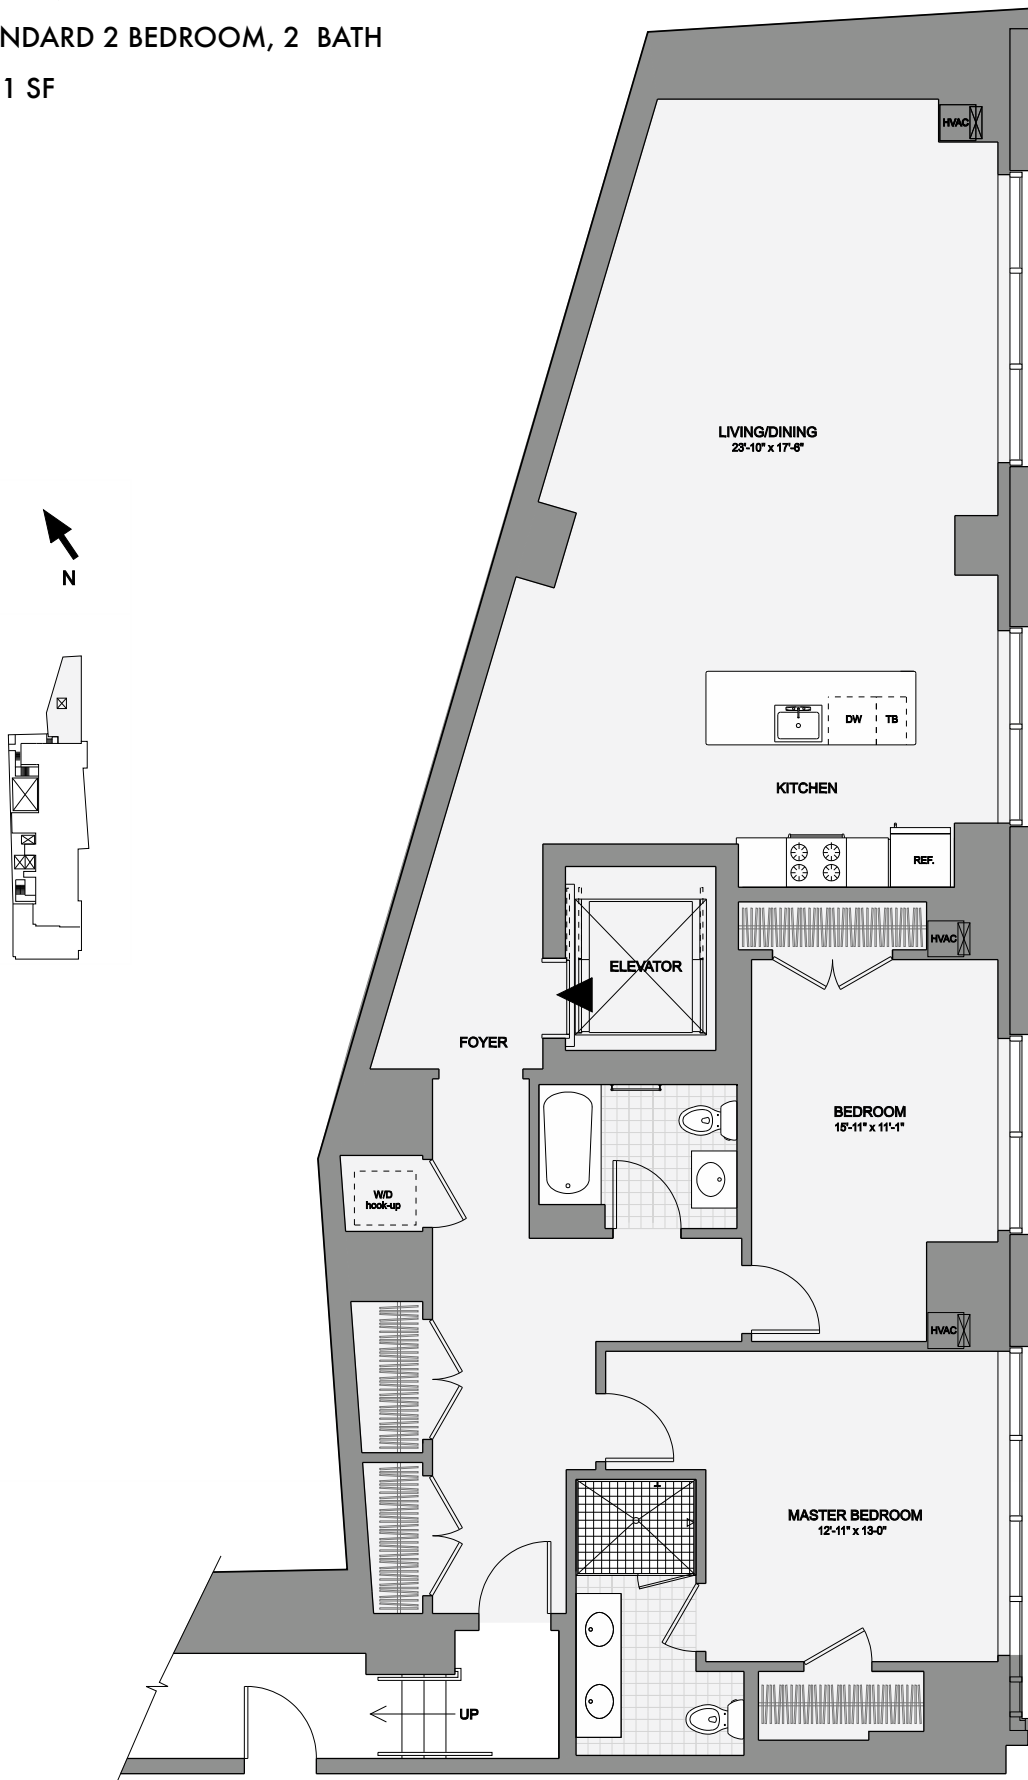 NDARD 2 BEDROOM, 2 BATH
1 SF
HVAC
LIVING/DINING
23'-10" x 17'-6"
N
DW
TB
KITCHEN
REF.
HVAC
ELEVATOR
FOYER
BEDROOM
15'-11" x 11'-1"
W/D
hook-up
HVAC
MASTER BEDROOM
12'-11" x 13-0"
UP